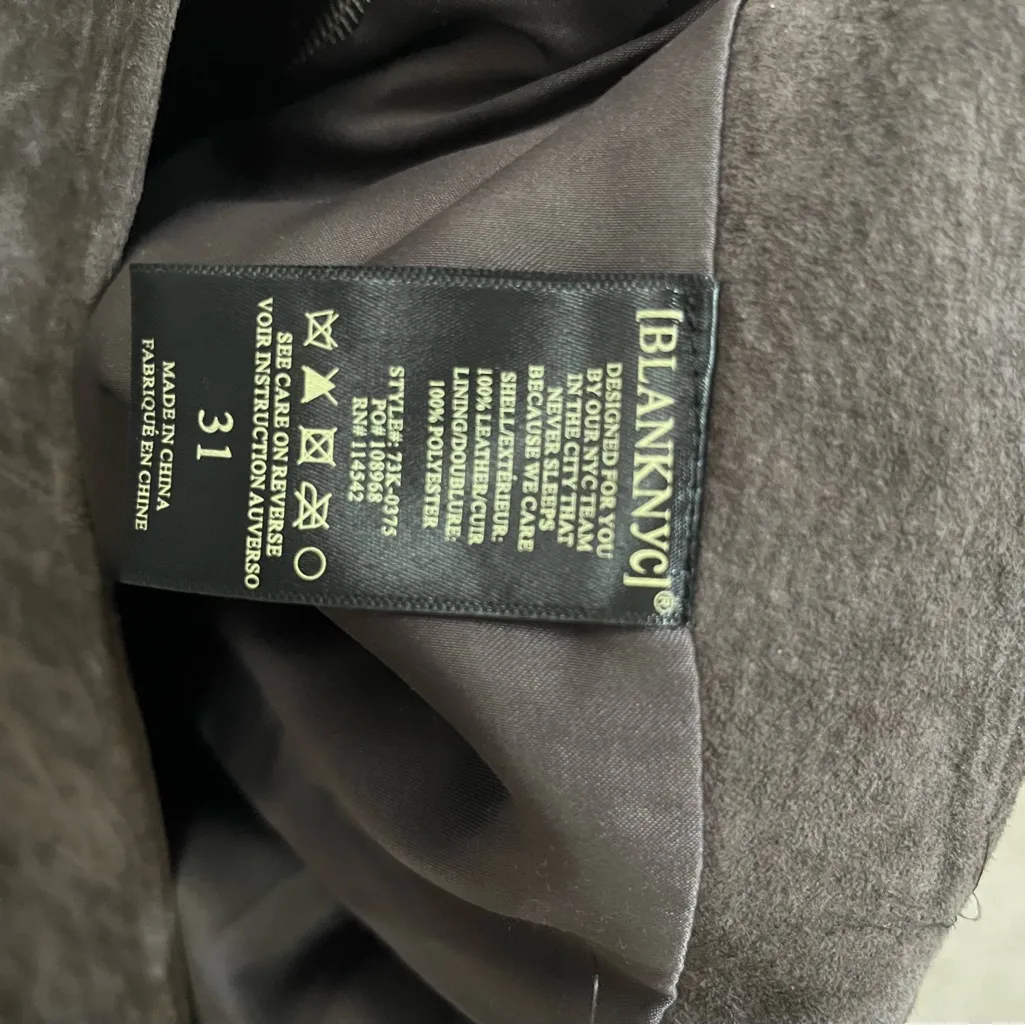 [BLANKNYC]®
DESIGNED FOR YOU
BY OUR NYC TEAM
IN THE CITY THAT
NEVER SLEEPS
BECAUSE WE CARE
SHELL/EXTÉRIEUR:
100% LEATHER/CUIR
LINING/DOUBLURE:
100% POLYESTER
STYLE#: 73K-0375
PO# 108968
RN# 114542
SEE CARE ON REVERSE
VOIR INSTRUCTION AU VERSO
31
MADE IN CHINA
FABRIQUÉ EN CHINE